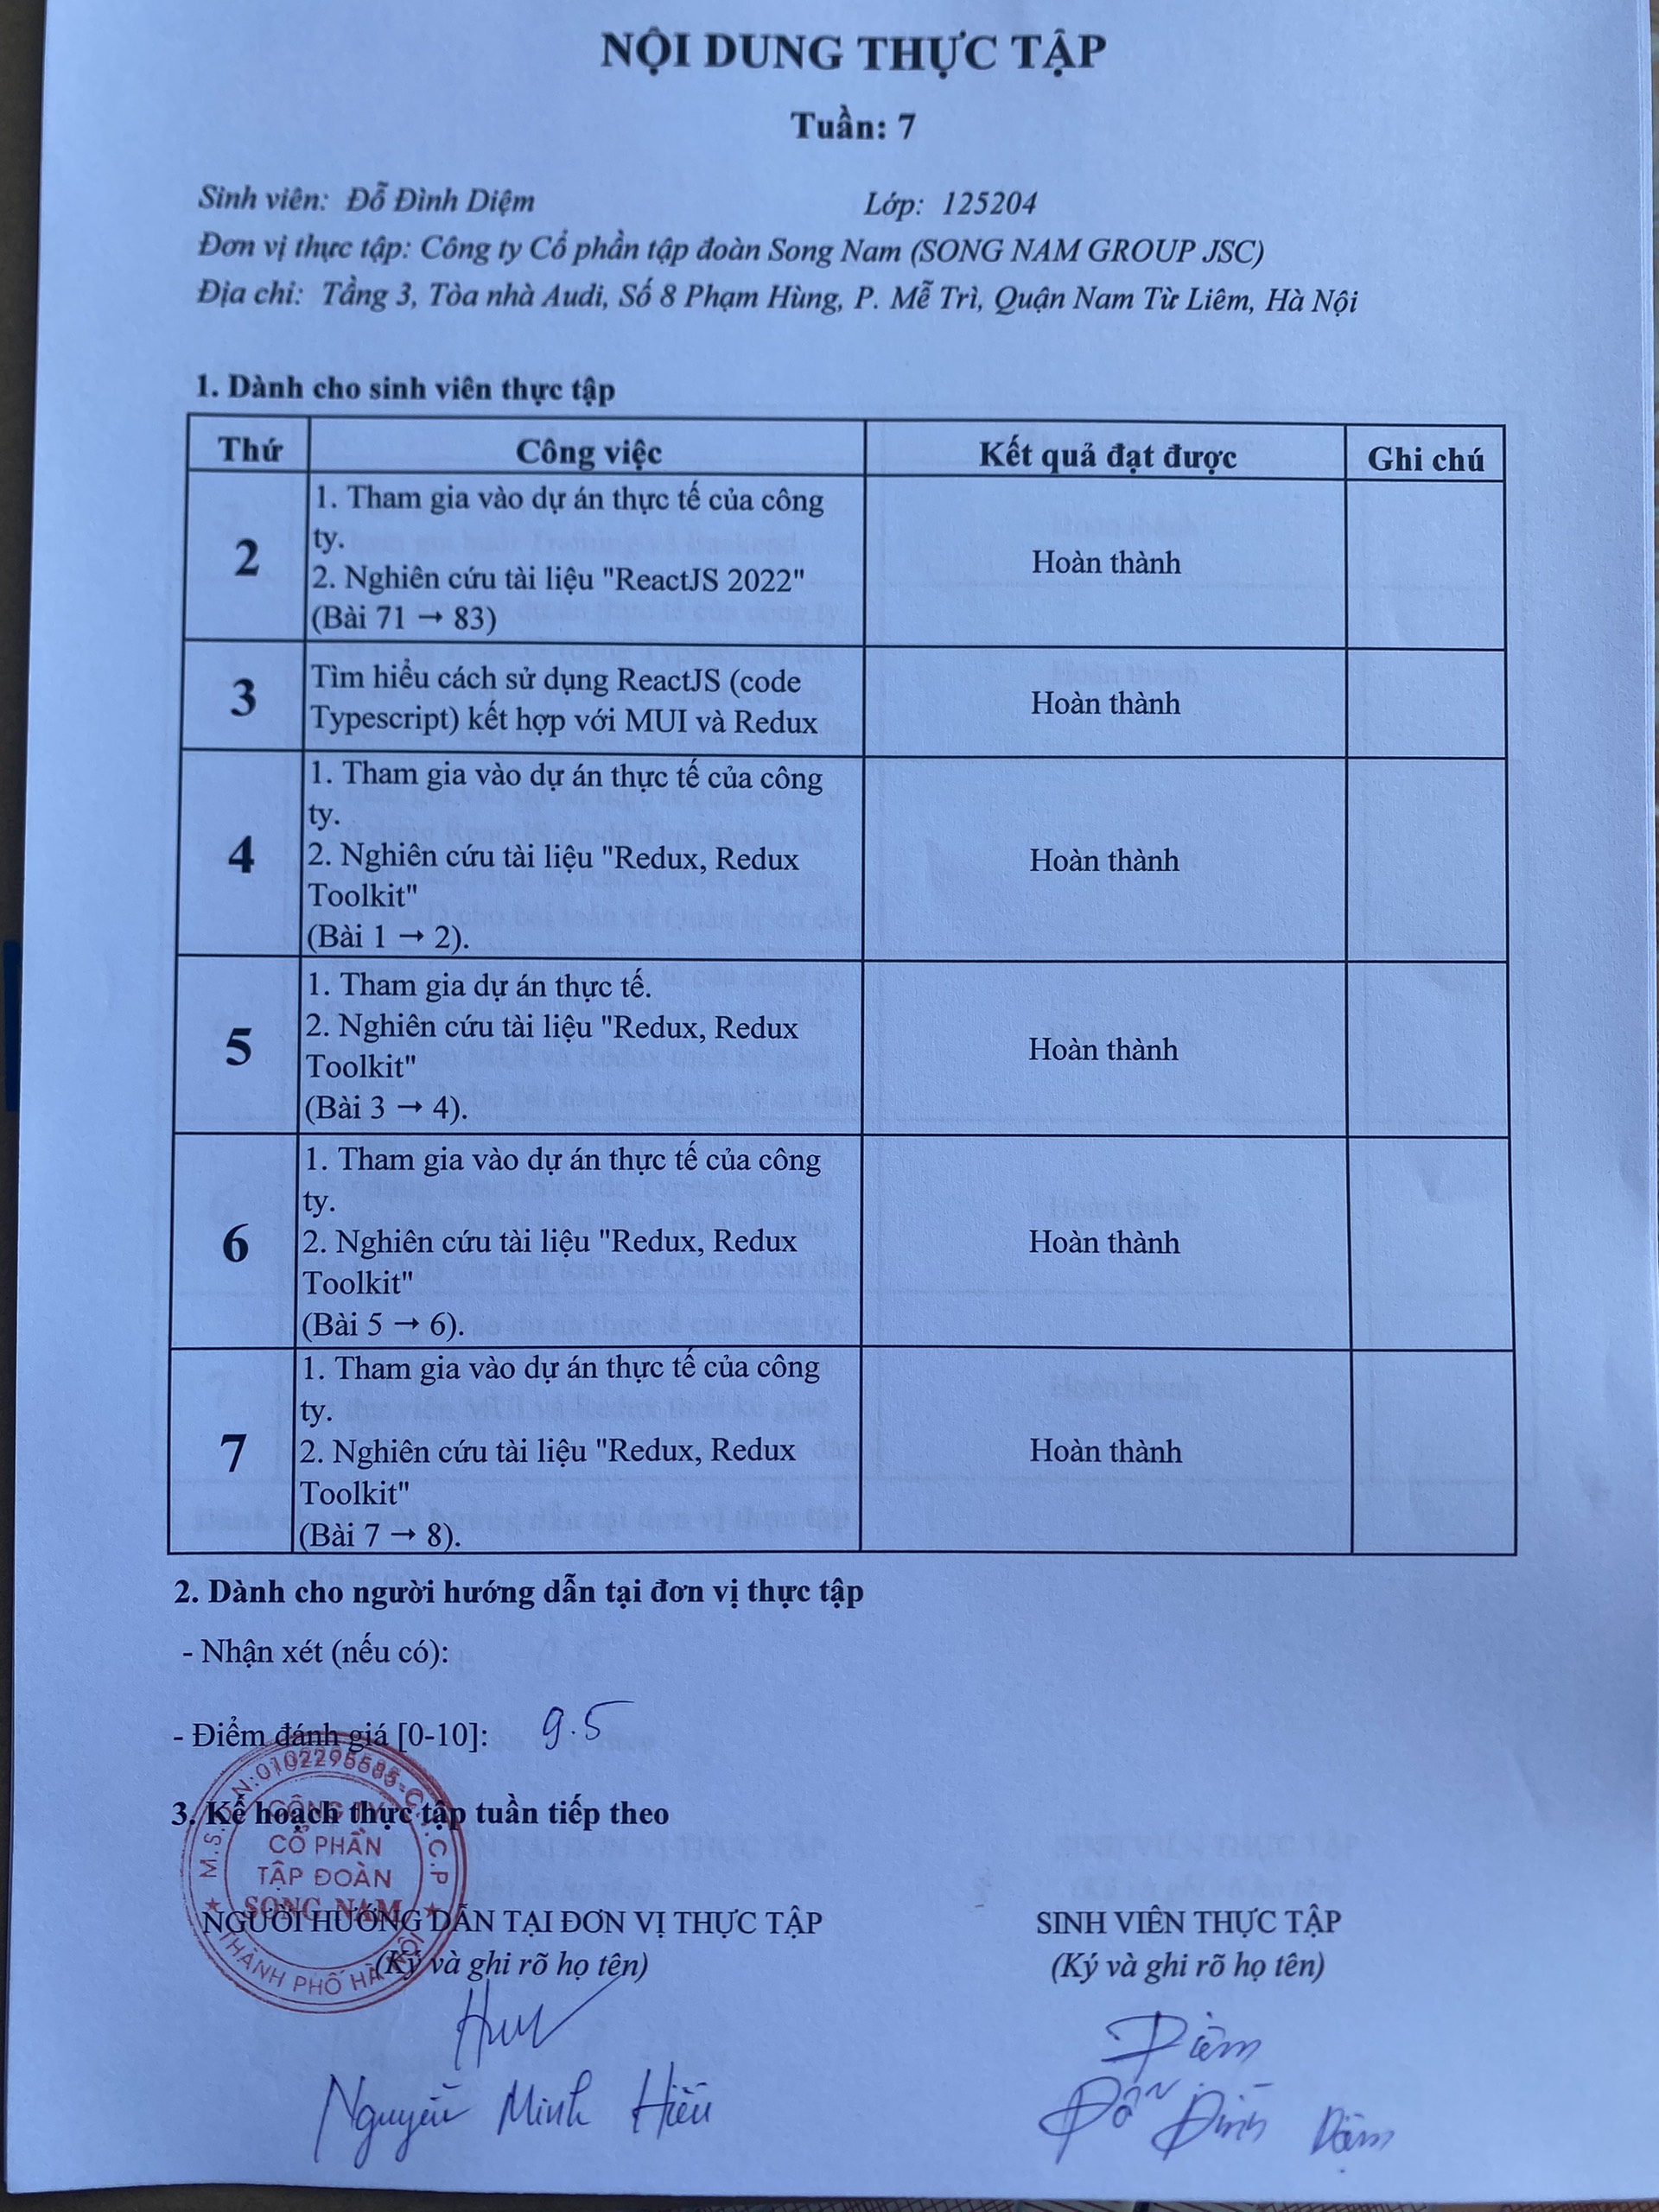 NỘI DUNG THỰC TẬP
Tuần: 7
Sinh viên: Đỗ Đình Diệm Lớp: 125204
Đơn vị thực tập: Công ty Cổ phần tập đoàn Song Nam (SONG NAM GROUP JSC)
Địa chỉ: Tầng 3, Tòa nhà Audi, Số 8 Phạm Hùng, P. Mễ Trì, Quận Nam Từ Liêm, Hà Nội
1. Dành cho sinh viên thực tập
Thứ Công việc Kết quả đạt được Ghi chú
1. Tham gia vào dự án thực tế của công
ty.
2 Hoàn thành
2. Nghiên cứu tài liệu "ReactJS 2022"
(Bài 71 → 83)
Tìm hiểu cách sử dụng ReactJS (code
3 Hoàn thành
Typescript) kết hợp với MUI và Redux
1. Tham gia vào dự án thực tế của công
ty.
4 2. Nghiên cứu tài liệu "Redux, Redux Hoàn thành
Toolkit"
(Bài 1 → 2).
1. Tham gia dự án thực tế.
2. Nghiên cứu tài liệu "Redux, Redux
5 Hoàn thành
Toolkit"
(Bài 3 → 4).
1. Tham gia vào dự án thực tế của công
ty.
6 2. Nghiên cứu tài liệu "Redux, Redux Hoàn thành
Toolkit"
(Bài 5 → 6).
1. Tham gia vào dự án thực tế của công
ty.
7 2. Nghiên cứu tài liệu "Redux, Redux Hoàn thành
Toolkit"
(Bài 7 → 8).
2. Dành cho người hướng dẫn tại đơn vị thực tập
- Nhận xét (nếu có):
- Điểm đánh giá [0-10]: 9.5
3. Kế hoạch thực tập tuần tiếp theo
CÔNG TY
CỔ PHẦN
TẬP ĐOÀN
SONG NAM
THÀNH PHỐ HÀ NỘI
NGƯỜI HƯỚNG DẪN TẠI ĐƠN VỊ THỰC TẬP SINH VIÊN THỰC TẬP
(Ký và ghi rõ họ tên) (Ký và ghi rõ họ tên)
Diệm
Nguyễn Minh Hiếu Đỗ Đình Diệm